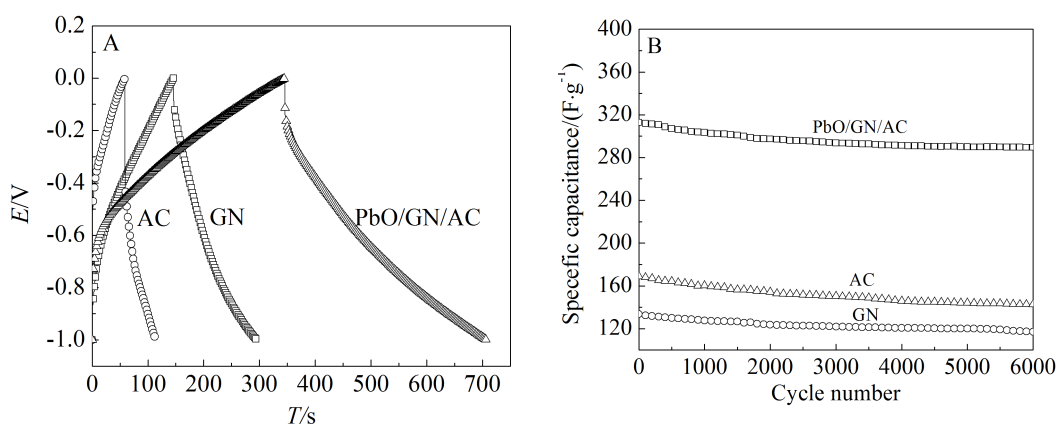 A
0.2
0.0
-0.2
-0.4
-0.6
-0.8
-1.0
E/V
AC
GN
PbO/GN/AC
0 100 200 300 400 500 600 700
T/s
B
400
360
320
280
240
200
160
120
Specefic capacitance/(F·g⁻¹)
PbO/GN/AC
AC
GN
0 1000 2000 3000 4000 5000 6000
Cycle number